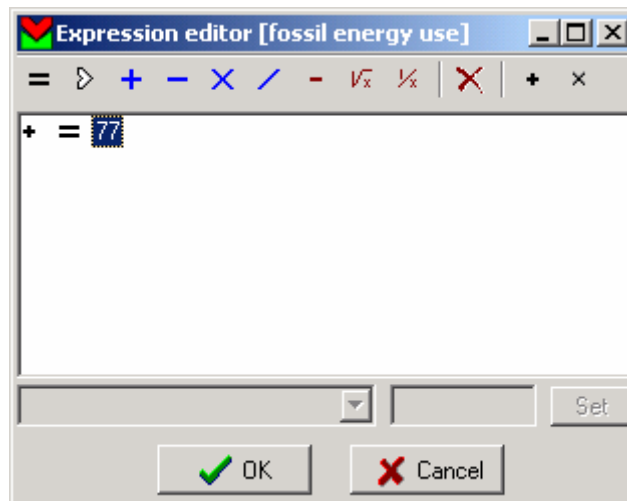 Expression editor [fossil energy use]
= + − × / - √x 1/x × + ×
+ = 77
Set
OK Cancel